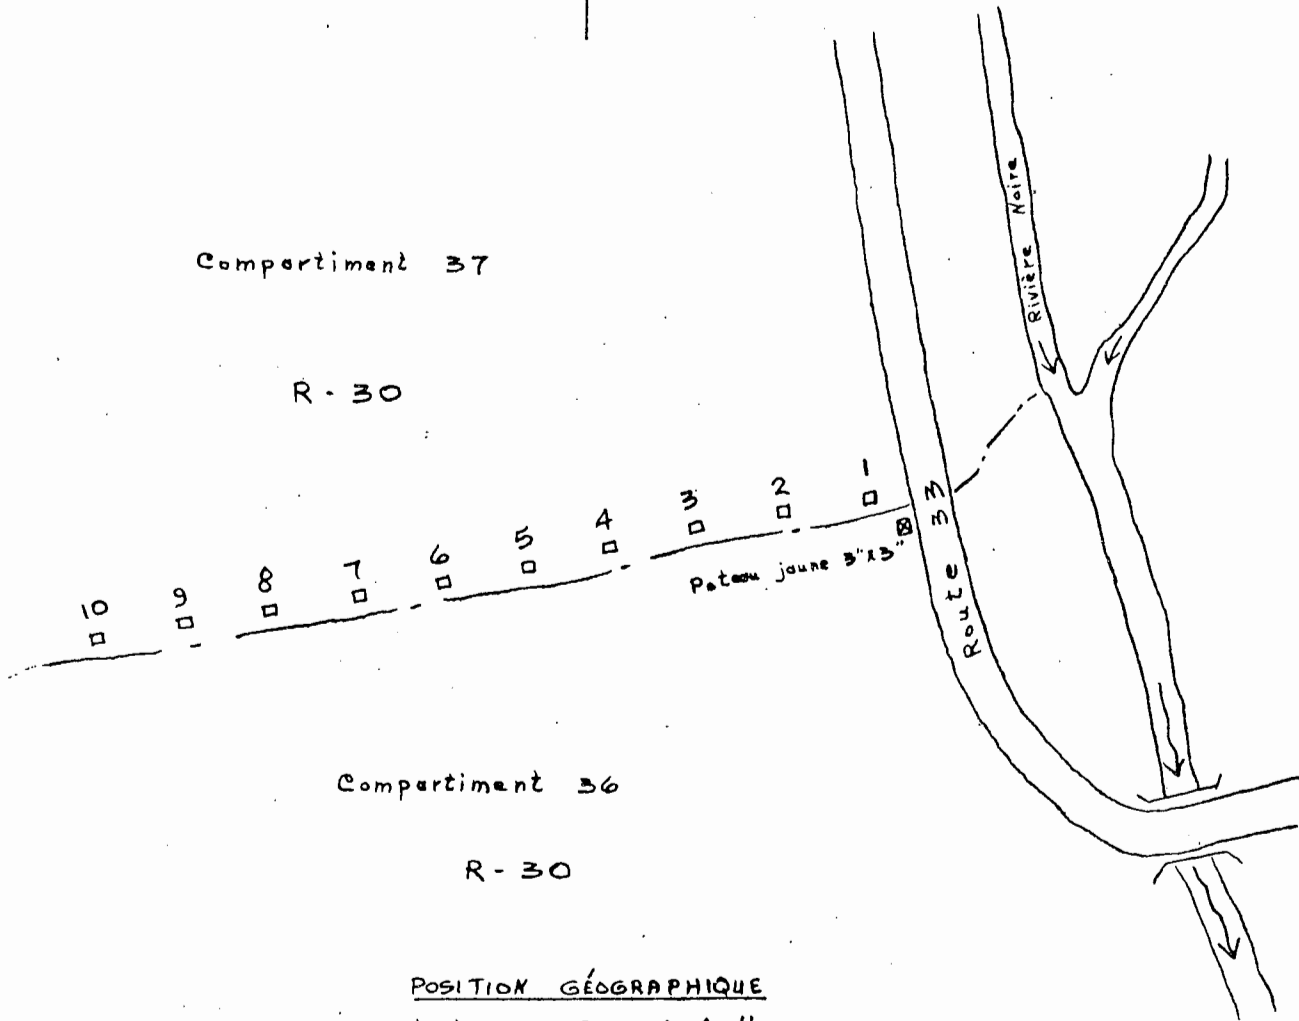 Rivière Noire
Compartiment 37
R - 30
1
2
3
4
5
6
7
8
9
10
Poteau jaune 3" x 3"
Route 33
Compartiment 36
R - 30
POSITION GÉOGRAPHIQUE